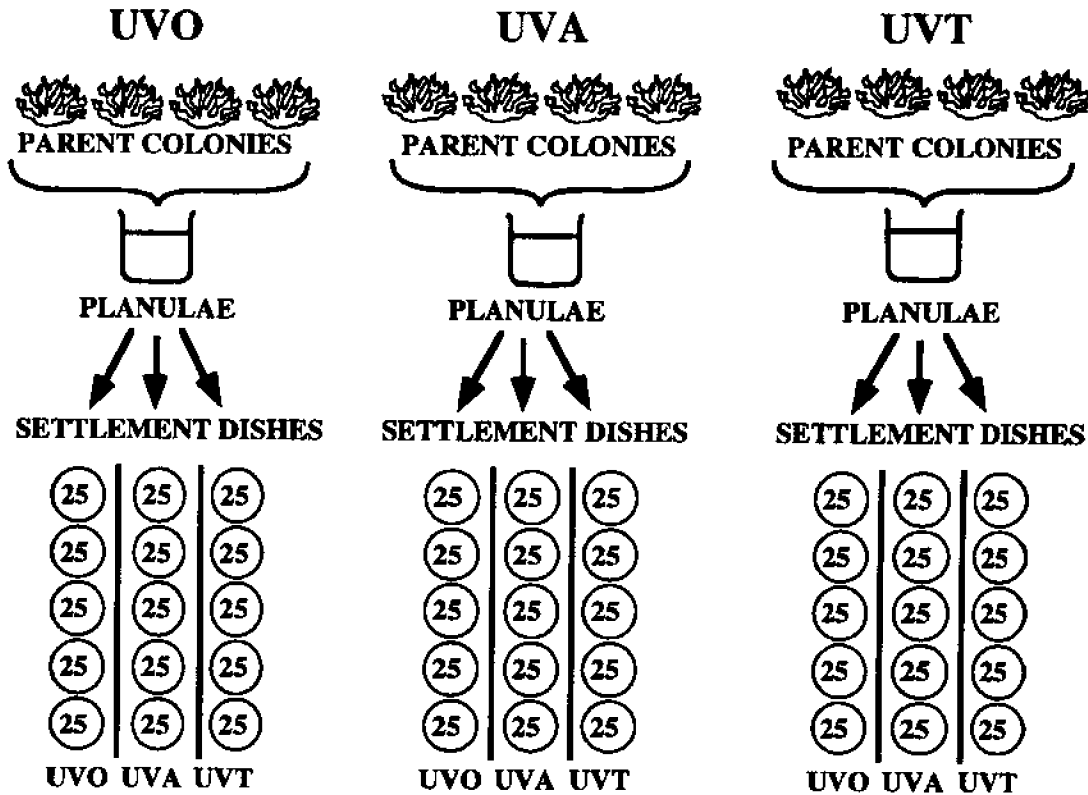 UVO UVA UVT
PARENT COLONIES PARENT COLONIES PARENT COLONIES
PLANULAE PLANULAE PLANULAE
SETTLEMENT DISHES SETTLEMENT DISHES SETTLEMENT DISHES
25 25 25 25 25 25 25 25 25
25 25 25 25 25 25 25 25 25
25 25 25 25 25 25 25 25 25
25 25 25 25 25 25 25 25 25
25 25 25 25 25 25 25 25 25
UVO UVA UVT UVO UVA UVT UVO UVA UVT